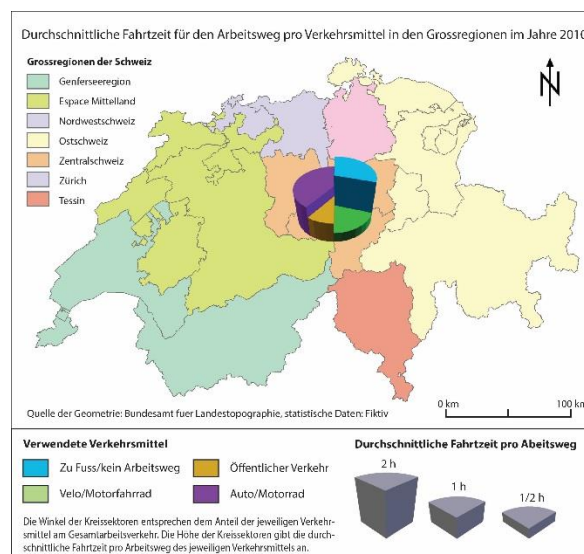 Durchschnittliche Fahrtzeit für den Arbeitsweg pro Verkehrsmittel in den Grossregionen im Jahre 2010
Grossregionen der Schweiz
Genferseeregion
Espace Mittelland
Nordwestschweiz
Ostschweiz
Zentralschweiz
Zürich
Tessin
N
0 km
100 km
Quelle der Geometrie: Bundesamt fuer Landestopographie, statistische Daten: Fiktiv
Verwendete Verkehrsmittel
Zu Fuss/kein Arbeitsweg
Öffentlicher Verkehr
Velo/Motorfahrrad
Auto/Motorrad
Die Winkel der Kreissektoren entsprechen dem Anteil der jeweiligen Verkehr-
smittel am Gesamtarbeitsverkehr. Die Höhe der Kreissektoren gibt die durch-
schnittliche Fahrtzeit pro Arbeitsweg des jeweiligen Verkehrsmittels an.
Durchschnittliche Fahrtzeit pro Abeitsweg
2 h
1 h
1/2 h